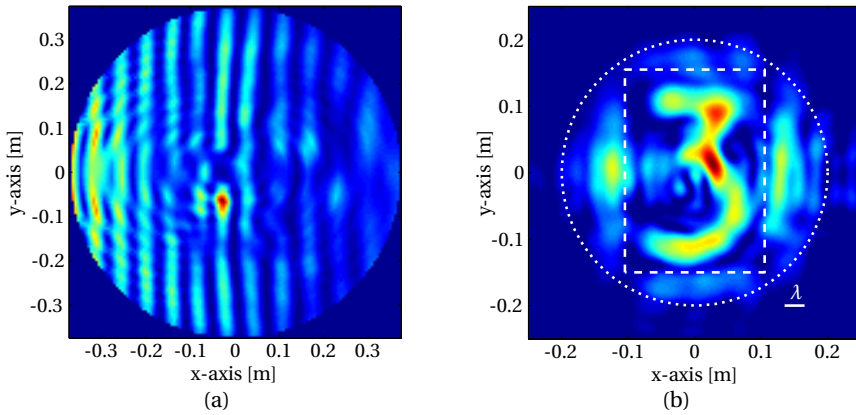 0.3
0.2
0.1
0
-0.1
-0.2
-0.3
y-axis [m]
-0.3 -0.2 -0.1 0 0.1 0.2 0.3
x-axis [m]
(a)
0.2
0.1
0
-0.1
-0.2
y-axis [m]
-0.2 -0.1 0 0.1 0.2
x-axis [m]
3
λ
(b)